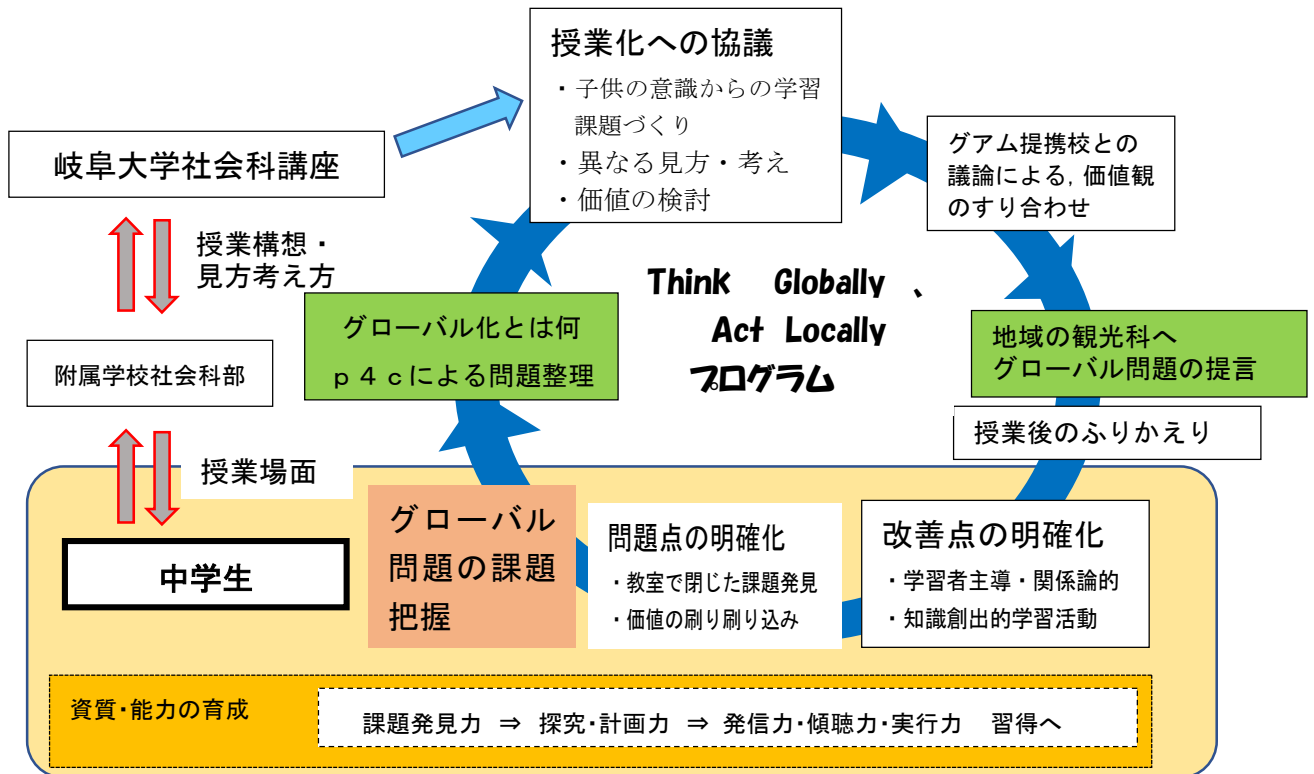 授業化への協議
・子供の意識からの学習
課題づくり
・異なる見方・考え
・価値の検討
岐阜大学社会科講座
グアム提携校との
議論による,価値観
のすり合わせ
授業構想・
見方考え方
Think Globally 、
Act Locally
プログラム
グローバル化とは何
p4cによる問題整理
地域の観光科へ
グローバル問題の提言
附属学校社会科部
授業後のふりかえり
授業場面
中学生
グローバル
問題の課題
把握
問題点の明確化
・教室で閉じた課題発見
・価値の刷り刷り込み
改善点の明確化
・学習者主導・関係論的
・知識創出的学習活動
資質・能力の育成
課題発見力 ⇒ 探究・計画力 ⇒ 発信力・傾聴力・実行力 習得へ